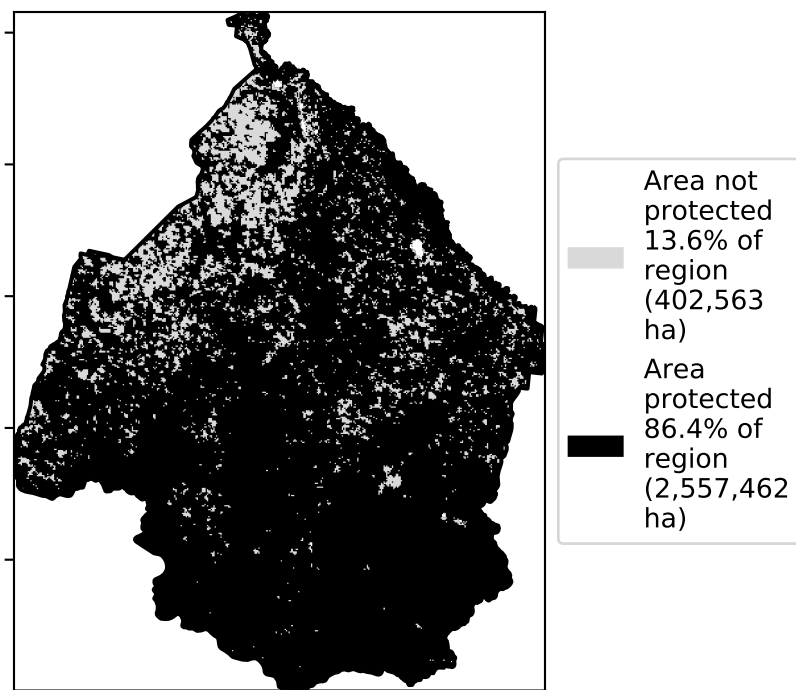 Area not
protected
13.6% of
region
(402,563
ha)
Area
protected
86.4% of
region
(2,557,462
ha)